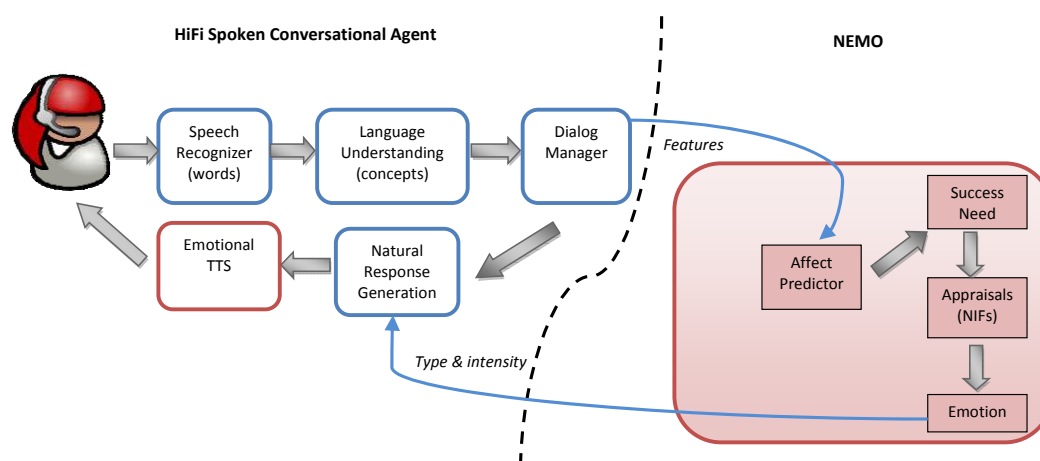 HiFi Spoken Conversational Agent
NEMO
Speech
Recognizer
(words)
Language
Understanding
(concepts)
Dialog
Manager
Features
Success
Need
Emotional
TTS
Natural
Response
Generation
Affect
Predictor
Appraisals
(NIFs)
Type & intensity
Emotion